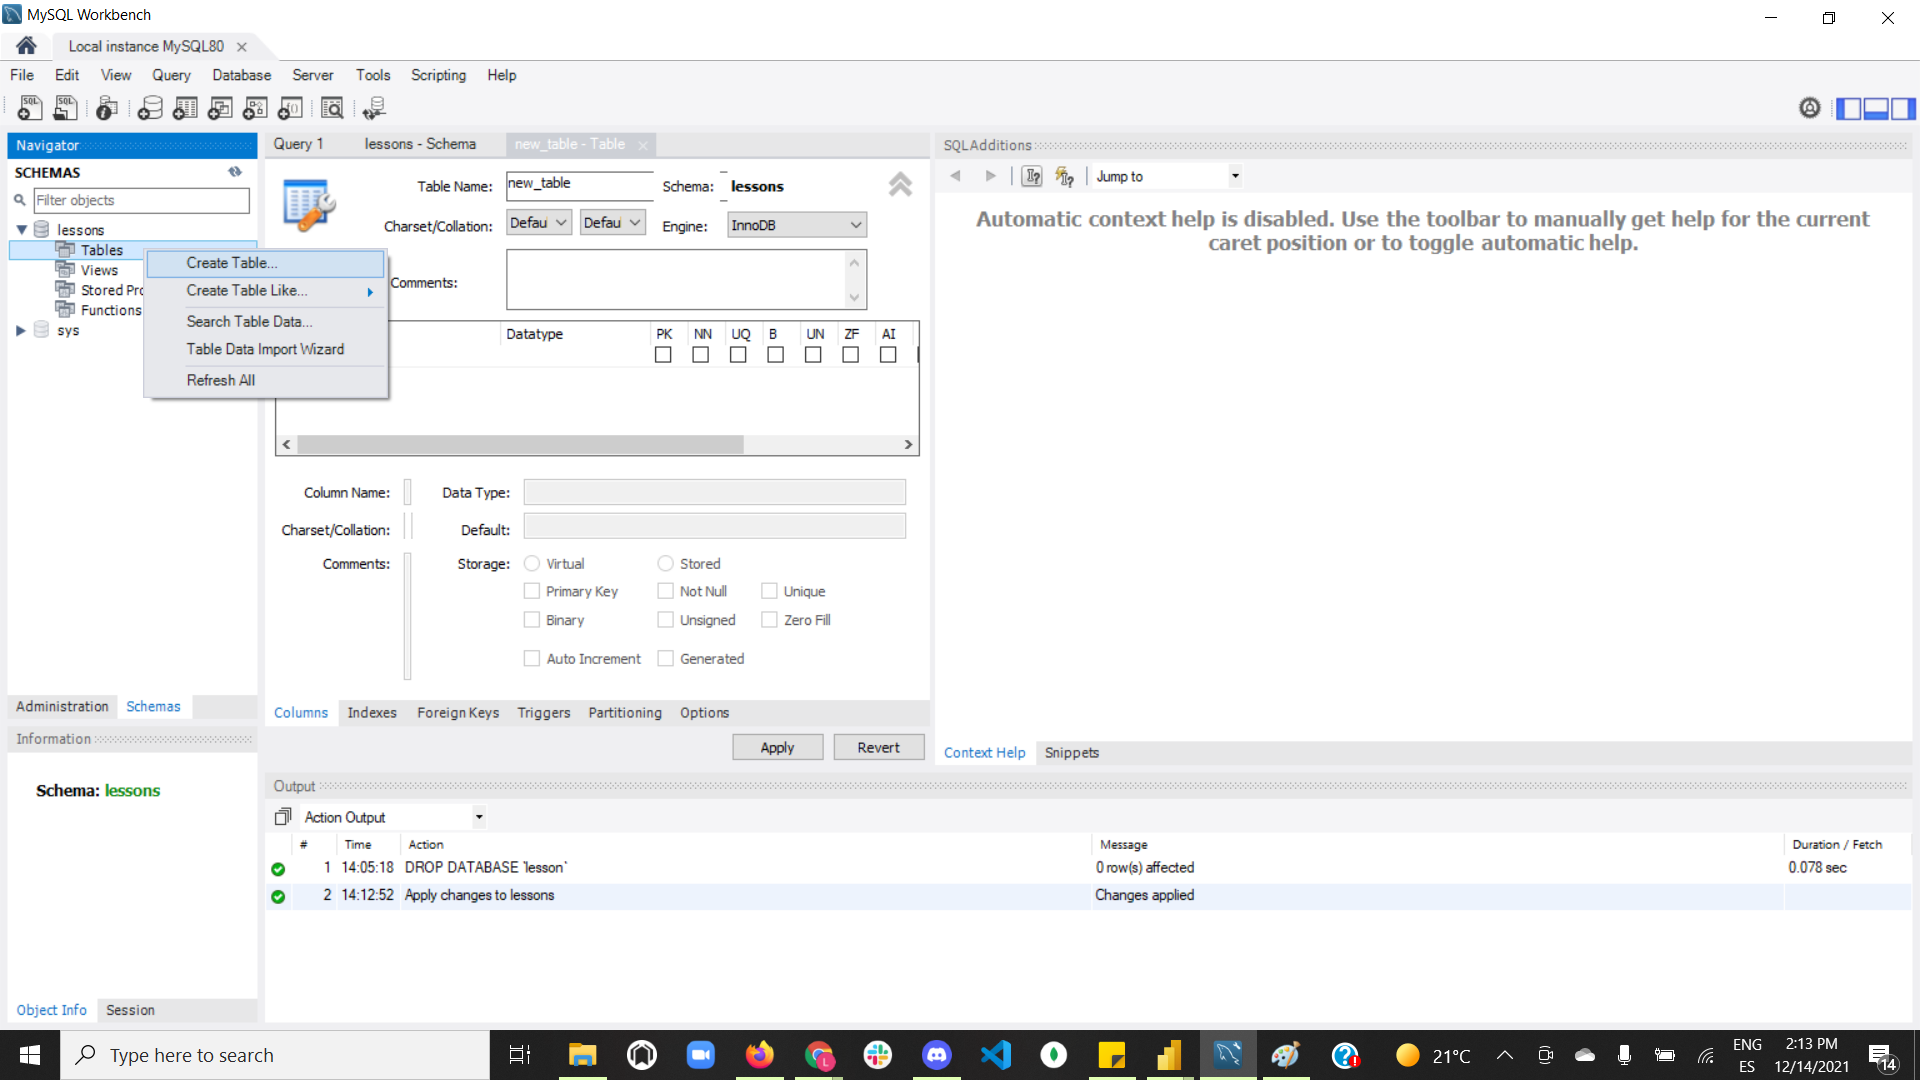 MySQL Workbench
Local instance MySQL80
File Edit View Query Database Server Tools Scripting Help
Navigator
SCHEMAS
Filter objects
lessons
Tables
Views
Stored Pro
Functions
sys
Create Table...
Create Table Like...
Search Table Data...
Table Data Import Wizard
Refresh All
Administration Schemas
Information
Schema: lessons
Object Info Session
Query 1 lessons - Schema new_table - Table
Table Name: new_table Schema: lessons
Charset/Collation: Defaul Defaul Engine: InnoDB
Comments:
Datatype PK NN UQ B UN ZF AI
Column Name: Data Type:
Charset/Collation: Default:
Comments: Storage: Virtual Stored
Primary Key Not Null Unique
Binary Unsigned Zero Fill
Auto Increment Generated
Columns Indexes Foreign Keys Triggers Partitioning Options
Apply Revert
SQLAdditions
Jump to
Automatic context help is disabled. Use the toolbar to manually get help for the current
caret position or to toggle automatic help.
Context Help Snippets
Output
Action Output
# Time Action Message Duration / Fetch
1 14:05:18 DROP DATABASE `lesson` 0 row(s) affected 0.078 sec
2 14:12:52 Apply changes to lessons Changes applied
Type here to search
21°C
ENG
ES
2:13 PM
12/14/2021
14